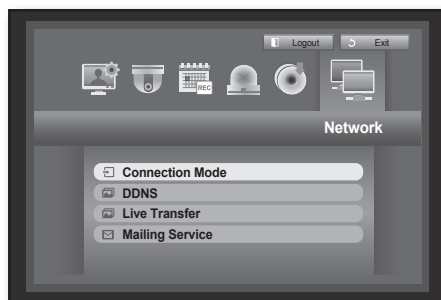 Logout Exit
REC
Network
Connection Mode
DDNS
Live Transfer
Mailing Service